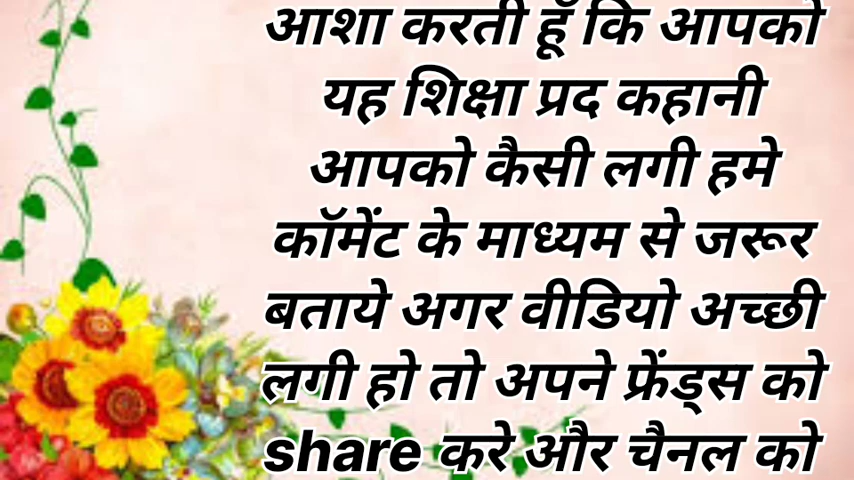 आशा करती हूँ कि आपको
यह शिक्षा प्रद कहानी
आपको कैसी लगी हमे
कॉमेंट के माध्यम से जरूर
बताये अगर वीडियो अच्छी
लगी हो तो अपने फ्रेंड्स को
share करे और चैनल को